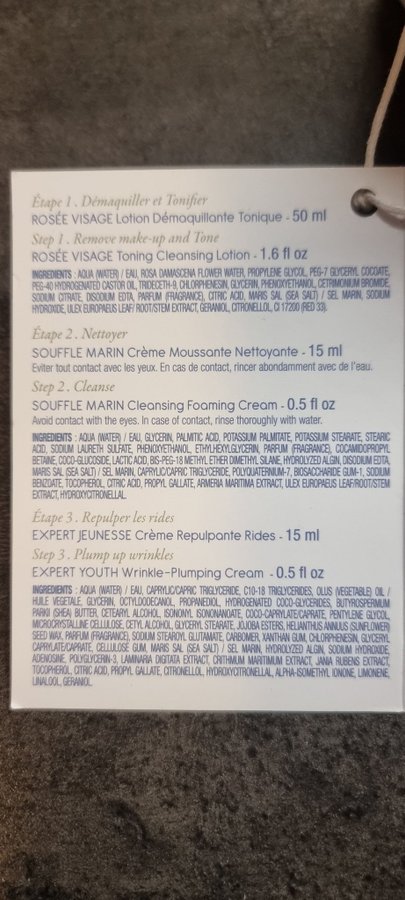 Étape 1 . Démaquiller et Tonifier
ROSÉE VISAGE Lotion Démaquillante Tonique - 50 ml
Step 1 . Remove make-up and Tone
ROSÉE VISAGE Toning Cleansing Lotion - 1.6 fl oz
INGREDIENTS : AQUA (WATER) / EAU, ROSA DAMASCENA FLOWER WATER, PROPYLENE GLYCOL, PEG-7 GLYCERYL COCOATE,
PEG-40 HYDROGENATED CASTOR OIL, TRIDECETH-9, CHLORPHENESIN, GLYCERIN, PHENOXYETHANOL, CETRIMONIUM BROMIDE,
SODIUM CITRATE, DISODIUM EDTA, PARFUM (FRAGRANCE), CITRIC ACID, MARIS SAL (SEA SALT) / SEL MARIN, SODIUM
HYDROXIDE, ULEX EUROPAEUS LEAF/ ROOT/STEM EXTRACT, GERANIOL, CITRONELLOL, CI 17200 (RED 33).
Étape 2 . Nettoyer
SOUFFLE MARIN Crème Moussante Nettoyante - 15 ml
Eviter tout contact avec les yeux. En cas de contact, rincer abondamment avec de l'eau.
Step 2 . Cleanse
SOUFFLE MARIN Cleansing Foaming Cream - 0.5 fl oz
Avoid contact with the eyes. In case of contact, rinse thoroughly with water.
INGREDIENTS : AQUA (WATER) / EAU, GLYCERIN, PALMITIC ACID, POTASSIUM PALMITATE, POTASSIUM STEARATE, STEARIC
ACID, SODIUM LAURETH SULFATE, PHENOXYETHANOL, ETHYLHEXYLGLYCERIN, PARFUM (FRAGRANCE), COCAMIDOPROPYL
BETAINE, COCO-GLUCOSIDE, LACTIC ACID, BIS-PEG-18 METHYL ETHER DIMETHYL SILANE, HYDROLYZED ALGIN, DISODIUM EDTA,
MARIS SAL (SEA SALT) / SEL MARIN, CAPRYLIC/CAPRIC TRIGLYCERIDE, POLYQUATERNIUM-7, BIOSACCHARIDE GUM-1, SODIUM
BENZOATE, TOCOPHEROL, CITRIC ACID, PROPYL GALLATE, ARMERIA MARITIMA EXTRACT, ULEX EUROPAEUS LEAF/ROOT/STEM
EXTRACT, HYDROXYCITRONELLAL.
Étape 3 . Repulper les rides
EXPERT JEUNESSE Crème Repulpante Rides - 15 ml
Step 3 . Plump up wrinkles
EXPERT YOUTH Wrinkle-Plumping Cream - 0.5 fl oz
INGREDIENTS : AQUA (WATER) / EAU, CAPRYLIC/CAPRIC TRIGLYCERIDE, C10-18 TRIGLYCERIDES, OLUS (VEGETABLE) OIL /
HUILE VEGETALE, GLYCERIN, OCTYLDODECANOL, PROPANEDIOL, HYDROGENATED COCO-GLYCERIDES, BUTYROSPERMUM
PARKII (SHEA) BUTTER, CETEARYL ALCOHOL, ISONONYL ISONONANOATE, COCO-CAPRYLATE/CAPRATE, PENTYLENE GLYCOL,
MICROCRYSTALLINE CELLULOSE, CETYL ALCOHOL, GLYCERYL STEARATE, JOJOBA ESTERS, HELIANTHUS ANNUUS (SUNFLOWER)
SEED WAX, PARFUM (FRAGRANCE), SODIUM STEAROYL GLUTAMATE, CARBOMER, XANTHAN GUM, CHLORPHENESIN, GLYCERYL
CAPRYLATE/CAPRATE, CELLULOSE GUM, MARIS SAL (SEA SALT) / SEL MARIN, HYDROLYZED ALGIN, SODIUM HYDROXIDE,
ADENOSINE, POLYGLYCERIN-3, LAMINARIA DIGITATA EXTRACT, CRITHMUM MARITIMUM EXTRACT, JANIA RUBENS EXTRACT,
TOCOPHEROL, CITRIC ACID, PROPYL GALLATE, CITRONELLOL, HYDROXYCITRONELLAL, ALPHA-ISOMETHYL IONONE, LIMONENE,
LINALOOL, GERANIOL.